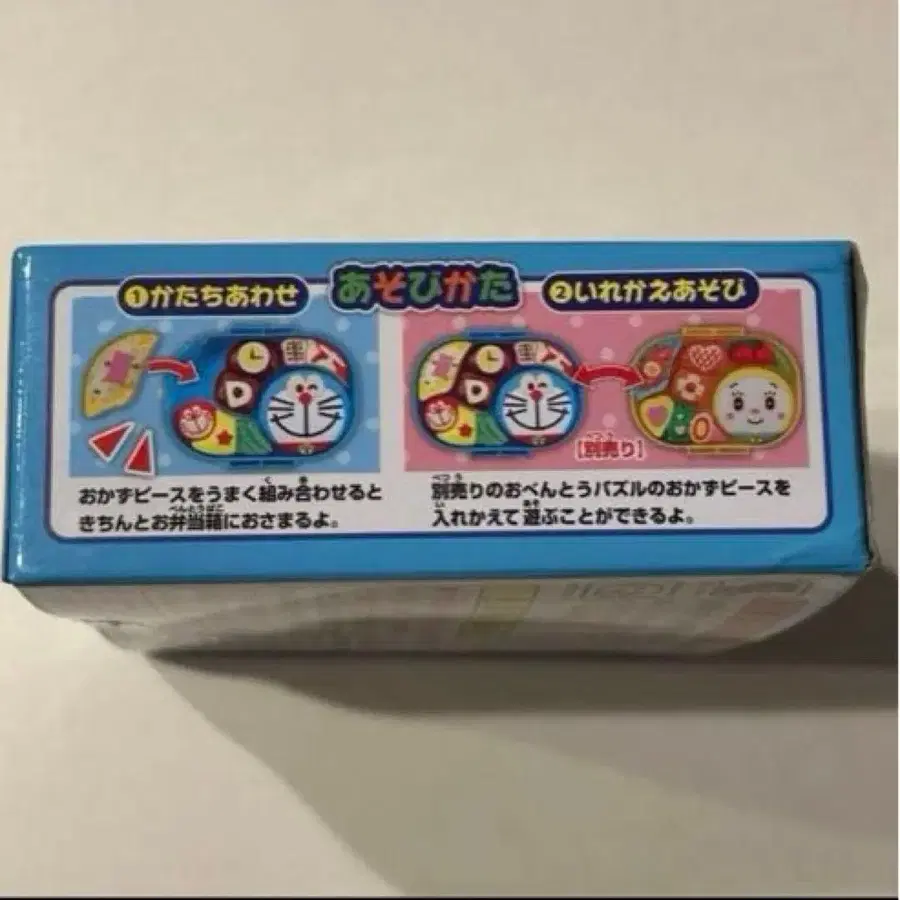 あそびかた
❶かたちあわせ
おかずピースをうまく組み合わせると
きちんとお弁当箱におさまるよ。
❷いれかえあそび
【別売り】
別売りのおべんとうパズルのおかずピースを
入れかえて遊ぶことができるよ。